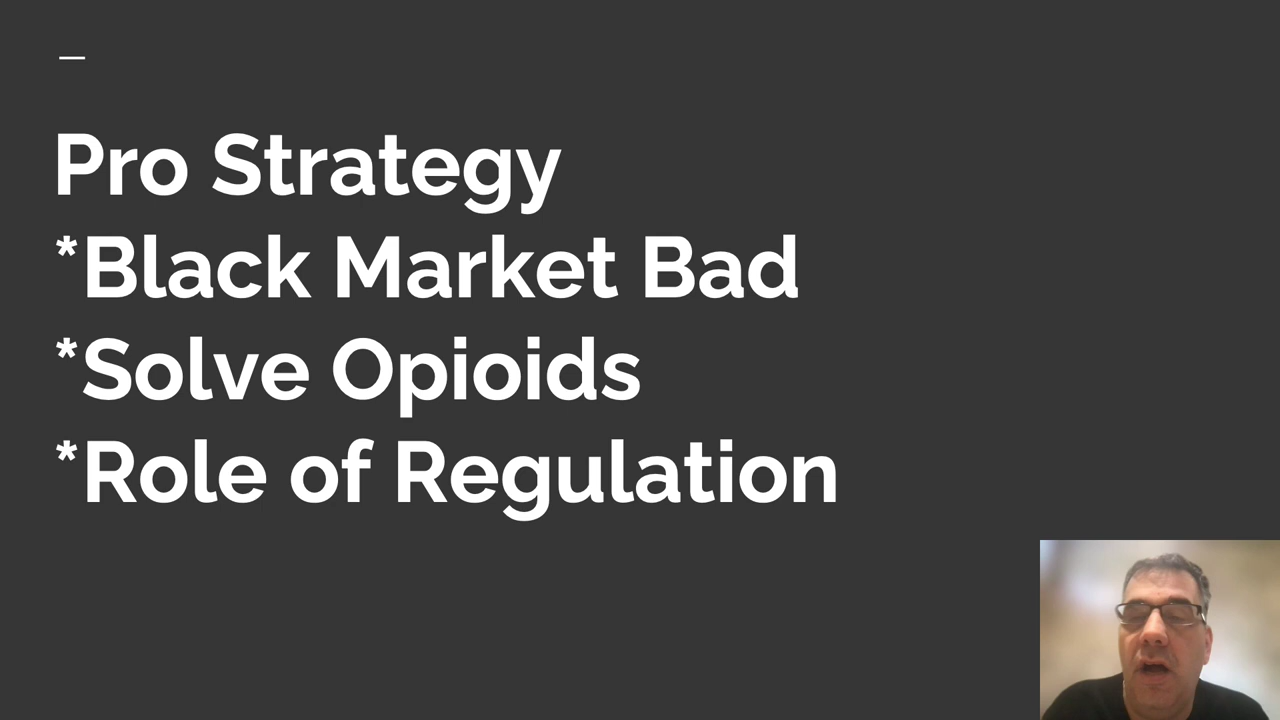 Pro Strategy
*Black Market Bad
*Solve Opioids
*Role of Regulation